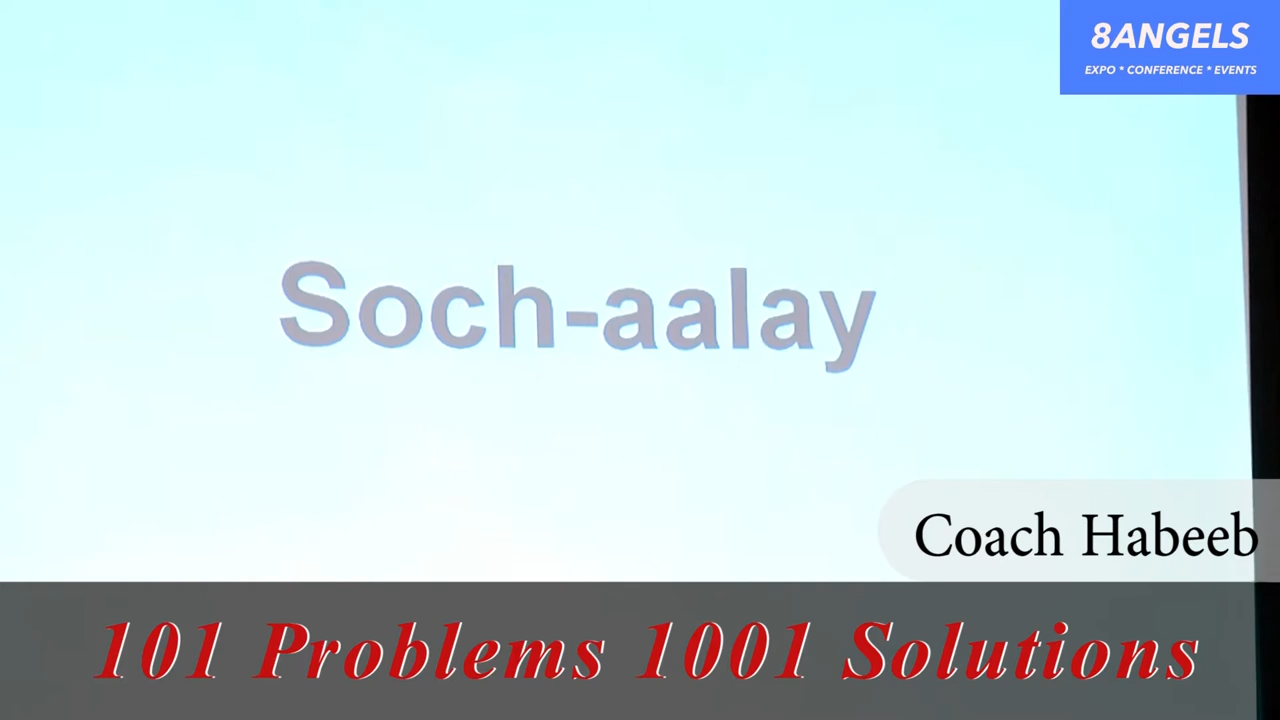 8ANGELS
EXPO * CONFERENCE * EVENTS
Soch-aalay
Coach Habeeb
101 Problems 1001 Solutions